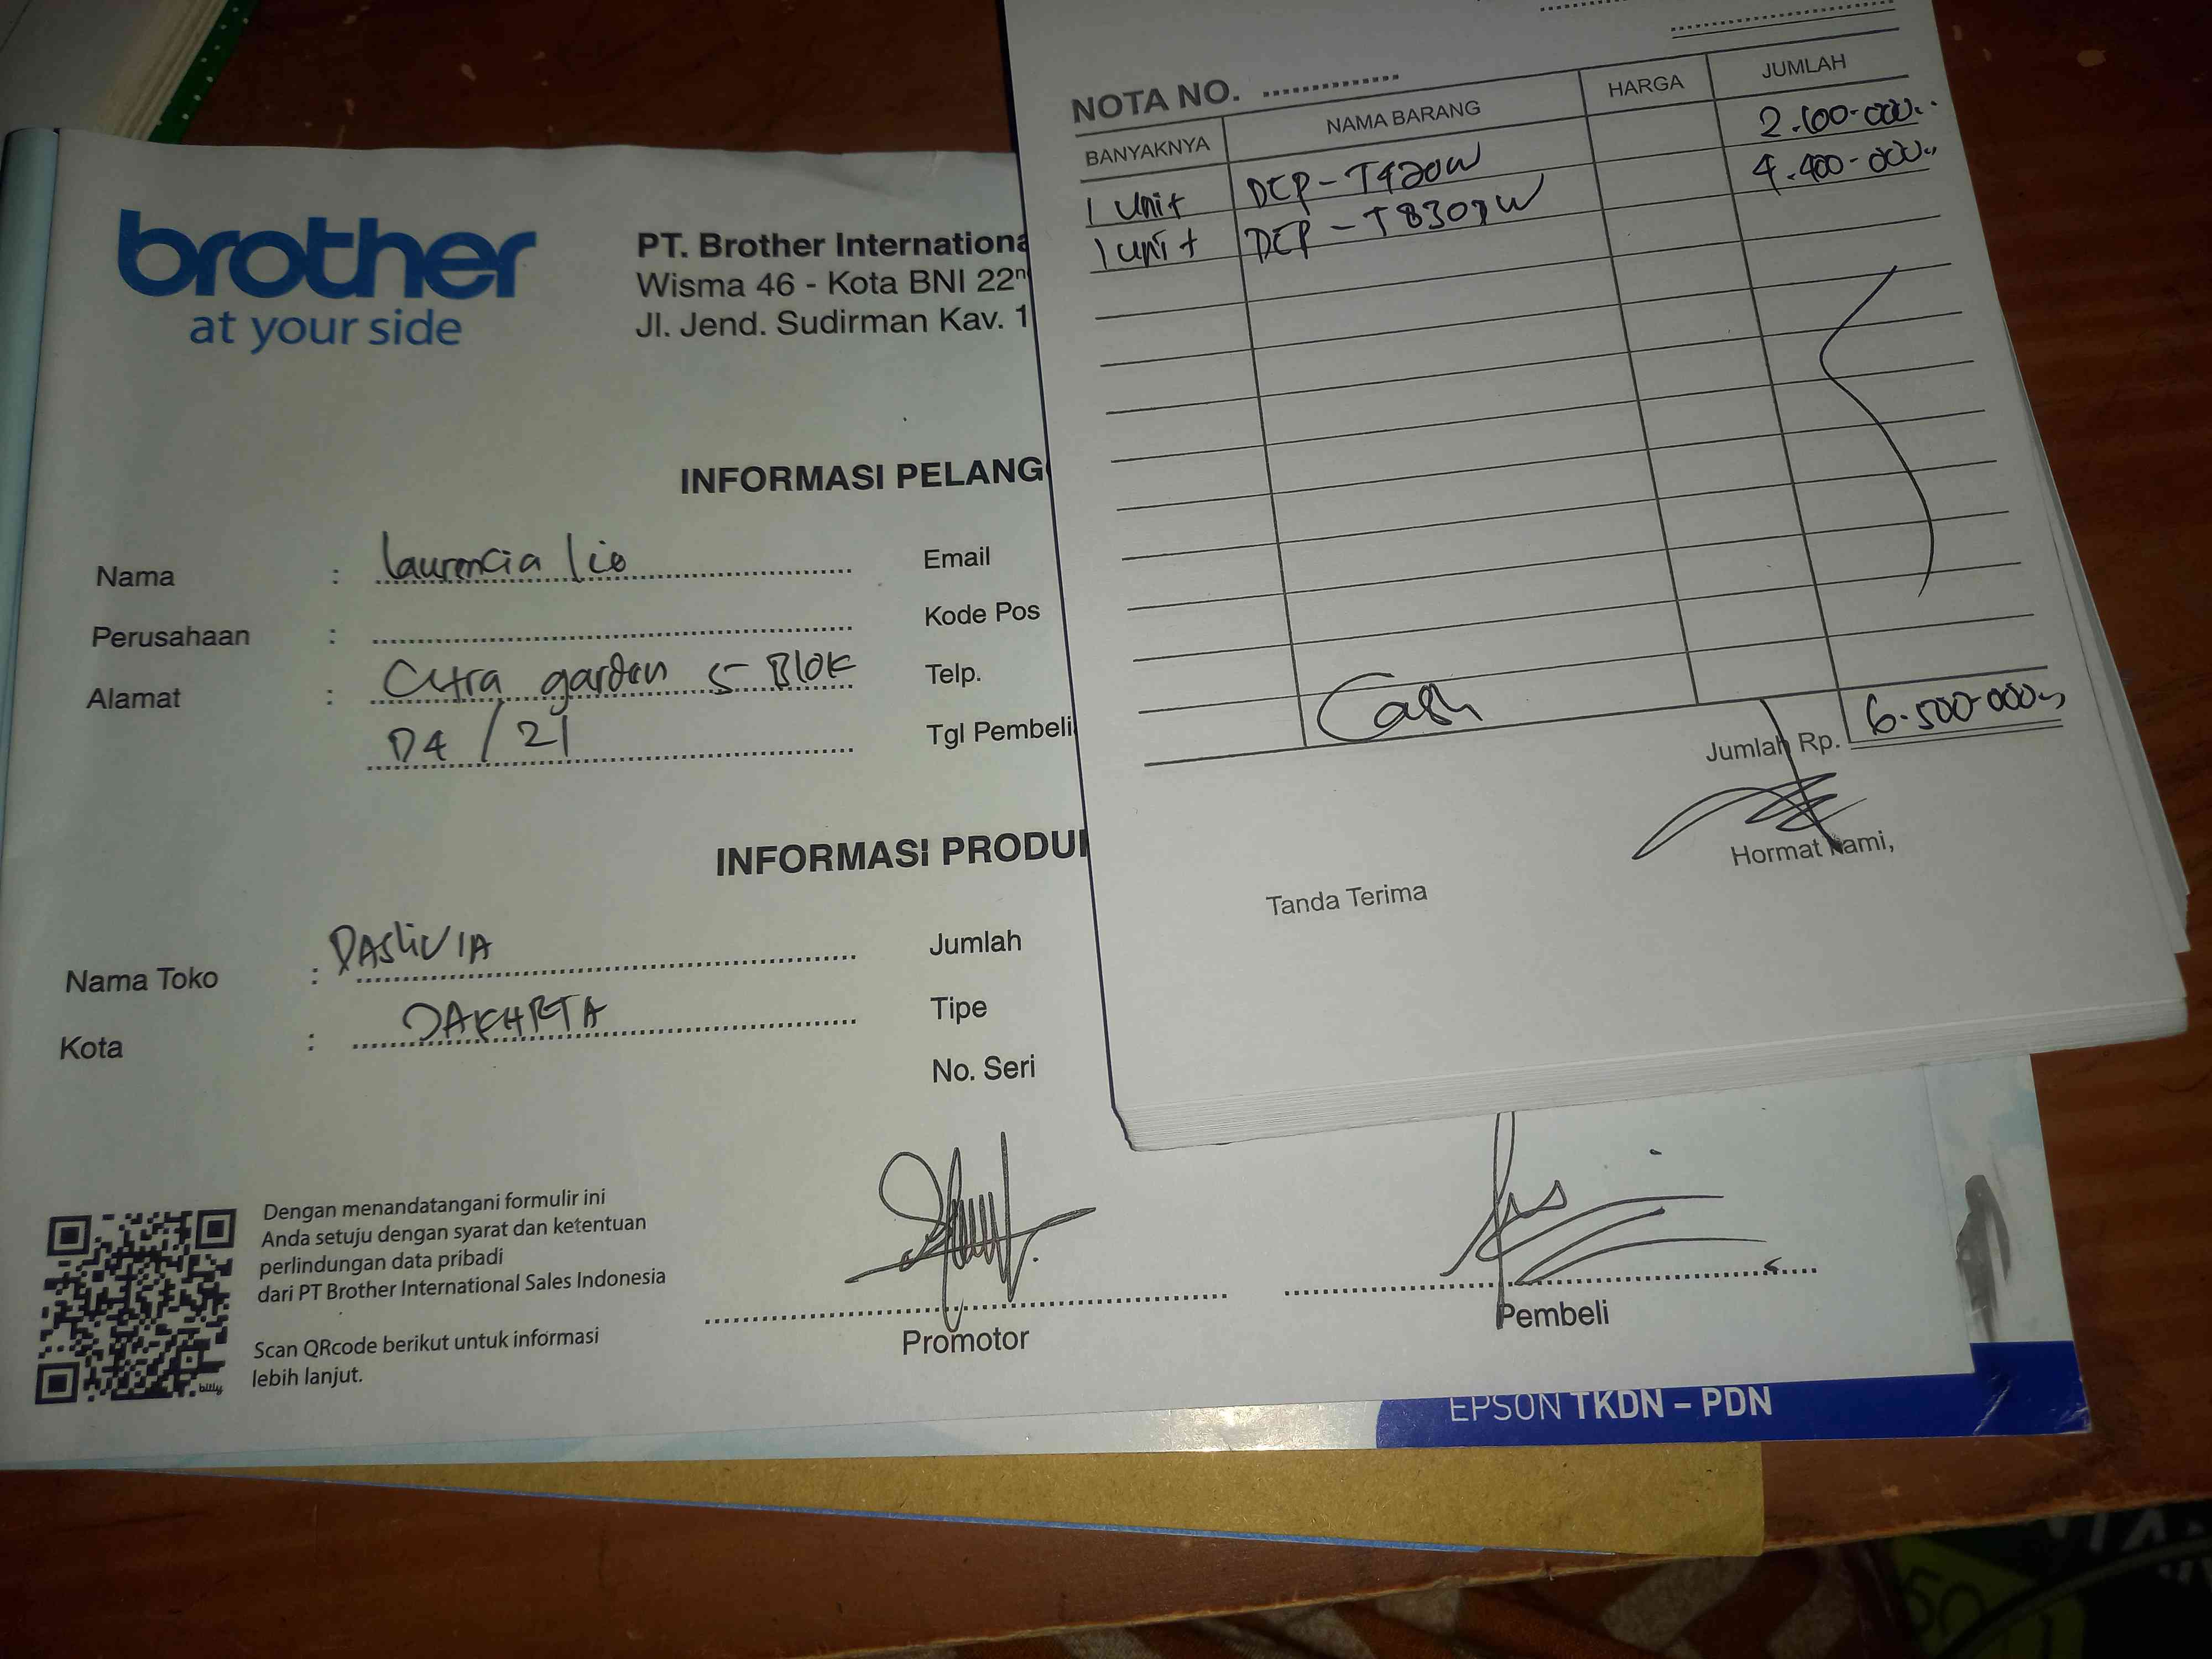 brother
at your side
PT. Brother Internationa
Wisma 46 - Kota BNI 22n
Jl. Jend. Sudirman Kav. 1
INFORMASI PELANG
Nama : Laurencia lie
Perusahaan :
Alamat : Citra garden 5 Blok
D4 / 21
Email
Kode Pos
Telp.
Tgl Pembeli
INFORMASI PRODU
Nama Toko :
Kota : JAKARTA
Jumlah
Tipe
No. Seri
Dengan menandatangani formulir ini
Anda setuju dengan syarat dan ketentuan
perlindungan data pribadi
dari PT Brother International Sales Indonesia
Scan QRcode berikut untuk informasi
lebih lanjut.
bitly
Promotor
Pembeli
NOTA NO.
BANYAKNYA NAMA BARANG HARGA JUMLAH
1 unit DCP-T420W 2.100.000
1 unit DCP-T830DW 4.400.000
Cash
Jumlah Rp. 6.500.000
Tanda Terima
Hormat Kami,
EPSON TKDN – PDN